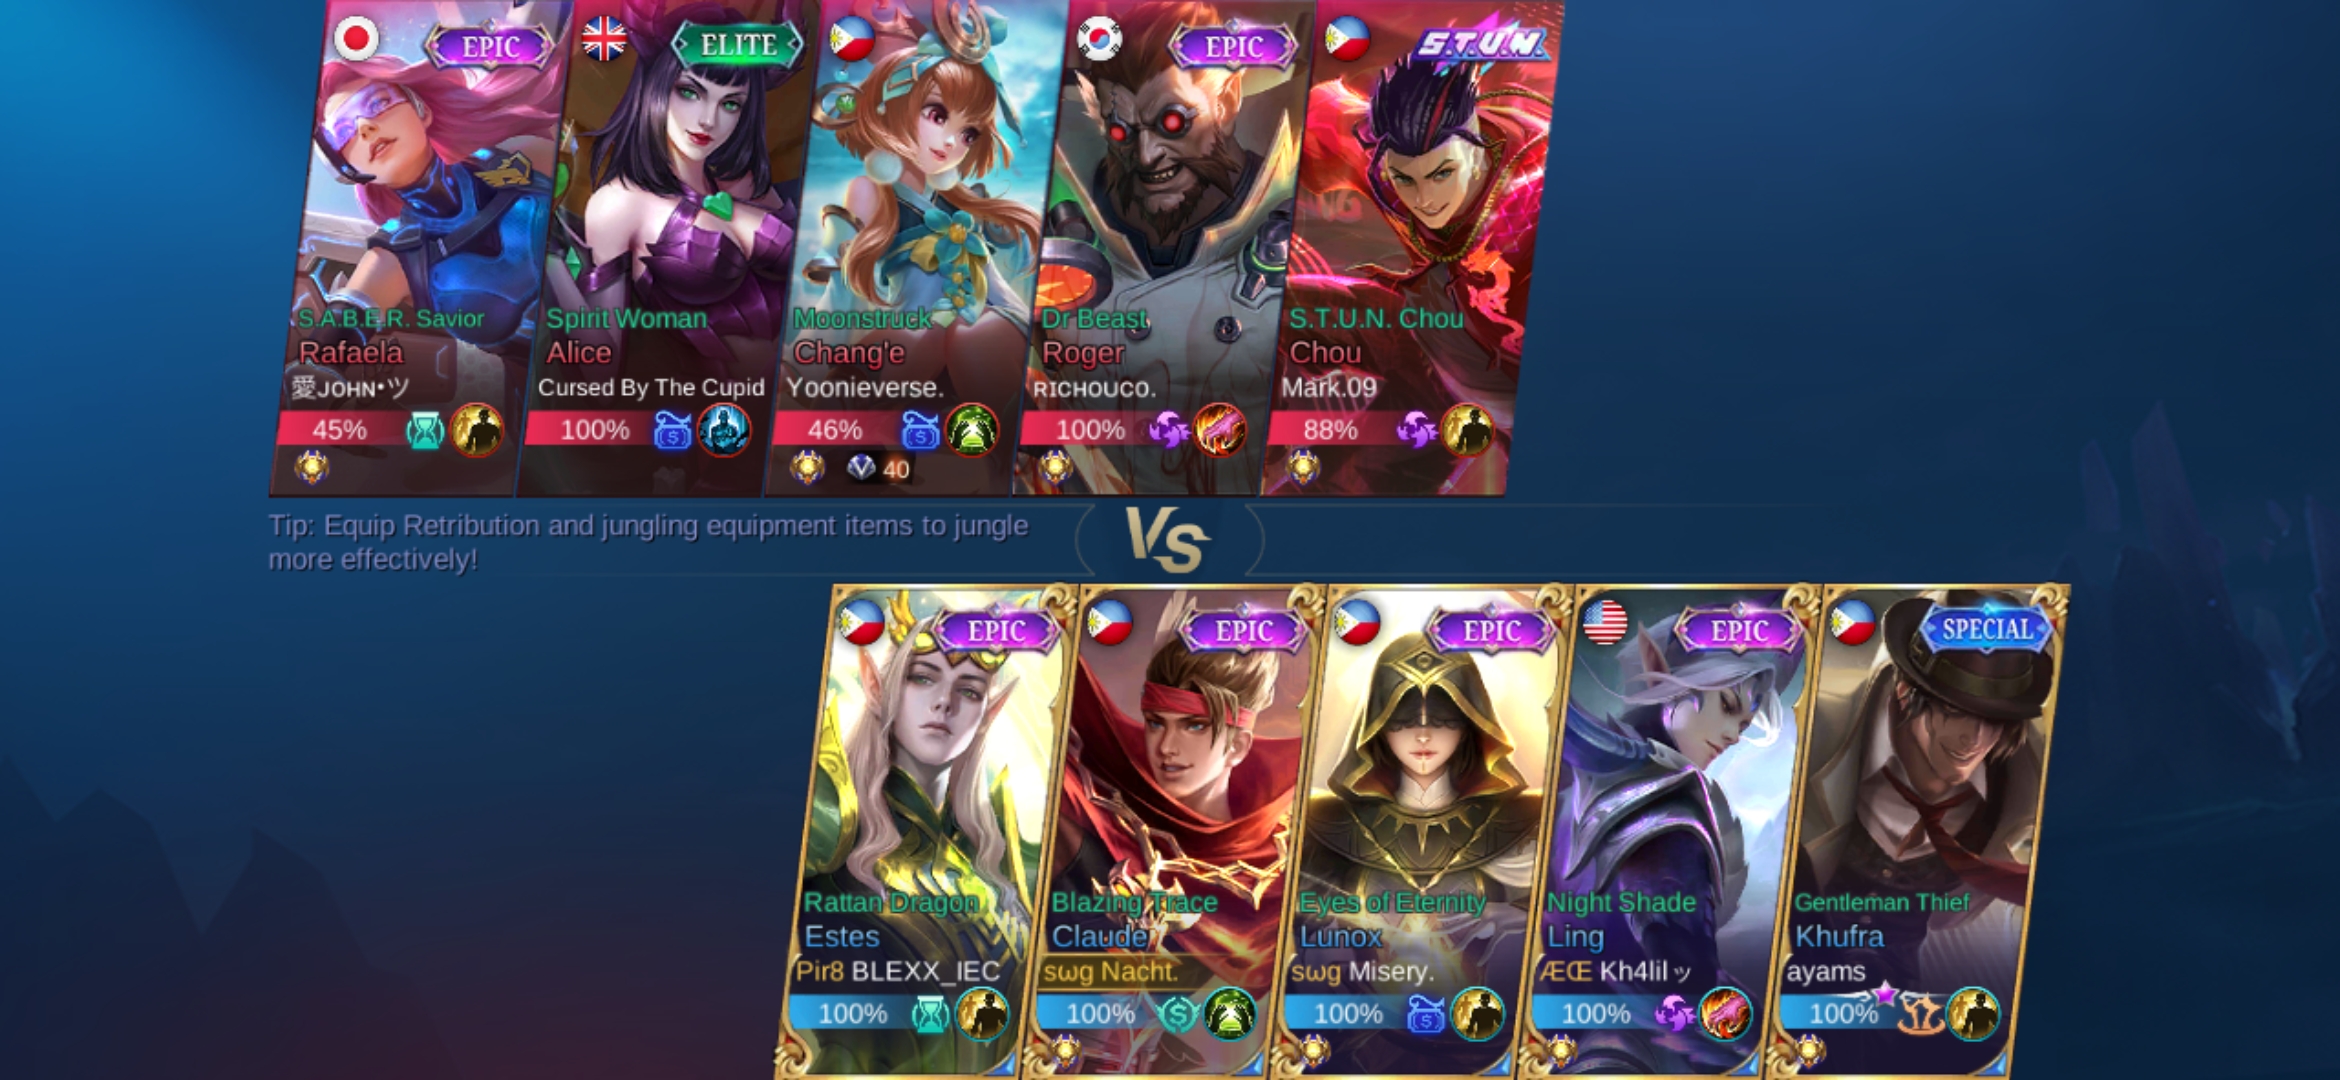 EPIC
S.A.B.E.R. Savior
Rafaela
愛JOHN•ツ
45%
ELITE
Spirit Woman
Alice
Cursed By The Cupid
100%
Moonstruck
Chang'e
Yoonieverse.
46%
40
EPIC
Dr Beast
Roger
RICHOUCO.
100%
S.T.U.N.
S.T.U.N. Chou
Chou
Mark.09
88%
Tip: Equip Retribution and jungling equipment items to jungle
more effectively!
VS
EPIC
Rattan Dragon
Estes
Pir8 BLEXX_IEC
100%
EPIC
Blazing Trace
Claude
sωg Nacht.
100%
EPIC
Eyes of Eternity
Lunox
sωg Misery.
100%
EPIC
Night Shade
Ling
ÆŒ Kh4lil ッ
100%
SPECIAL
Gentleman Thief
Khufra
ayams
100%